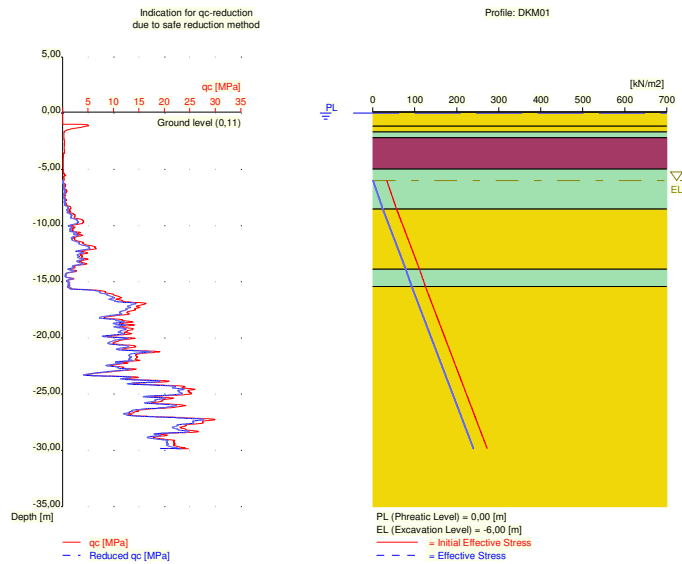 Indication for qc-reduction
due to safe reduction method
Profile: DKM01
5,00
0,00
-5,00
-10,00
-15,00
-20,00
-25,00
-30,00
-35,00
Depth [m]
qc [MPa]
5 10 15 20 25 30 35
Ground level (0,11)
qc [MPa]
Reduced qc [MPa]
[kN/m2]
0 100 200 300 400 500 600 700
PL
EL
PL (Phreatic Level) = 0,00 [m]
EL (Excavation Level) = -6,00 [m]
= Initial Effective Stress
= Effective Stress